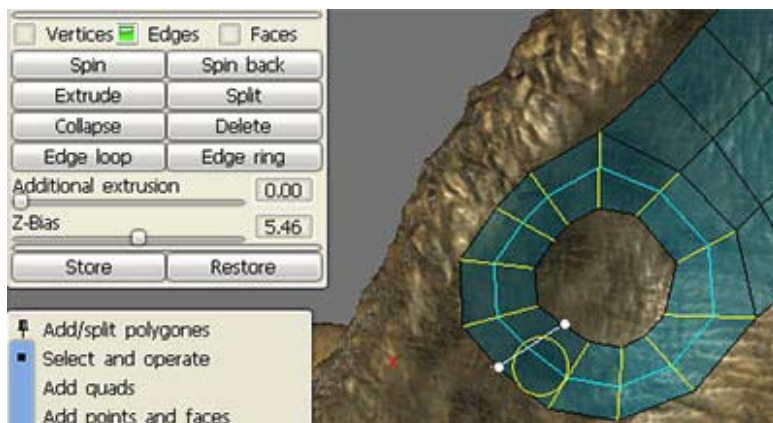 Vertices Edges Faces
Spin Spin back
Extrude Split
Collapse Delete
Edge loop Edge ring
Additional extrusion 0.00
Z-Bias 5.46
Store Restore
Add/split polygones
Select and operate
Add quads
Add points and faces